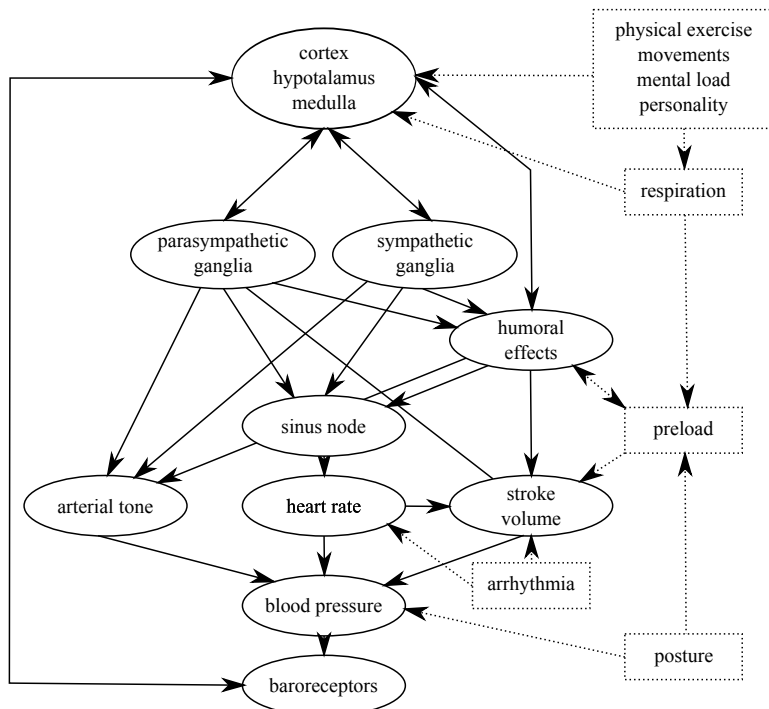 cortex
hypotalamus
medulla
physical exercise
movements
mental load
personality
respiration
parasympathetic
ganglia
sympathetic
ganglia
humoral
effects
sinus node
preload
arterial tone
heart rate
stroke
volume
arrhythmia
blood pressure
posture
baroreceptors